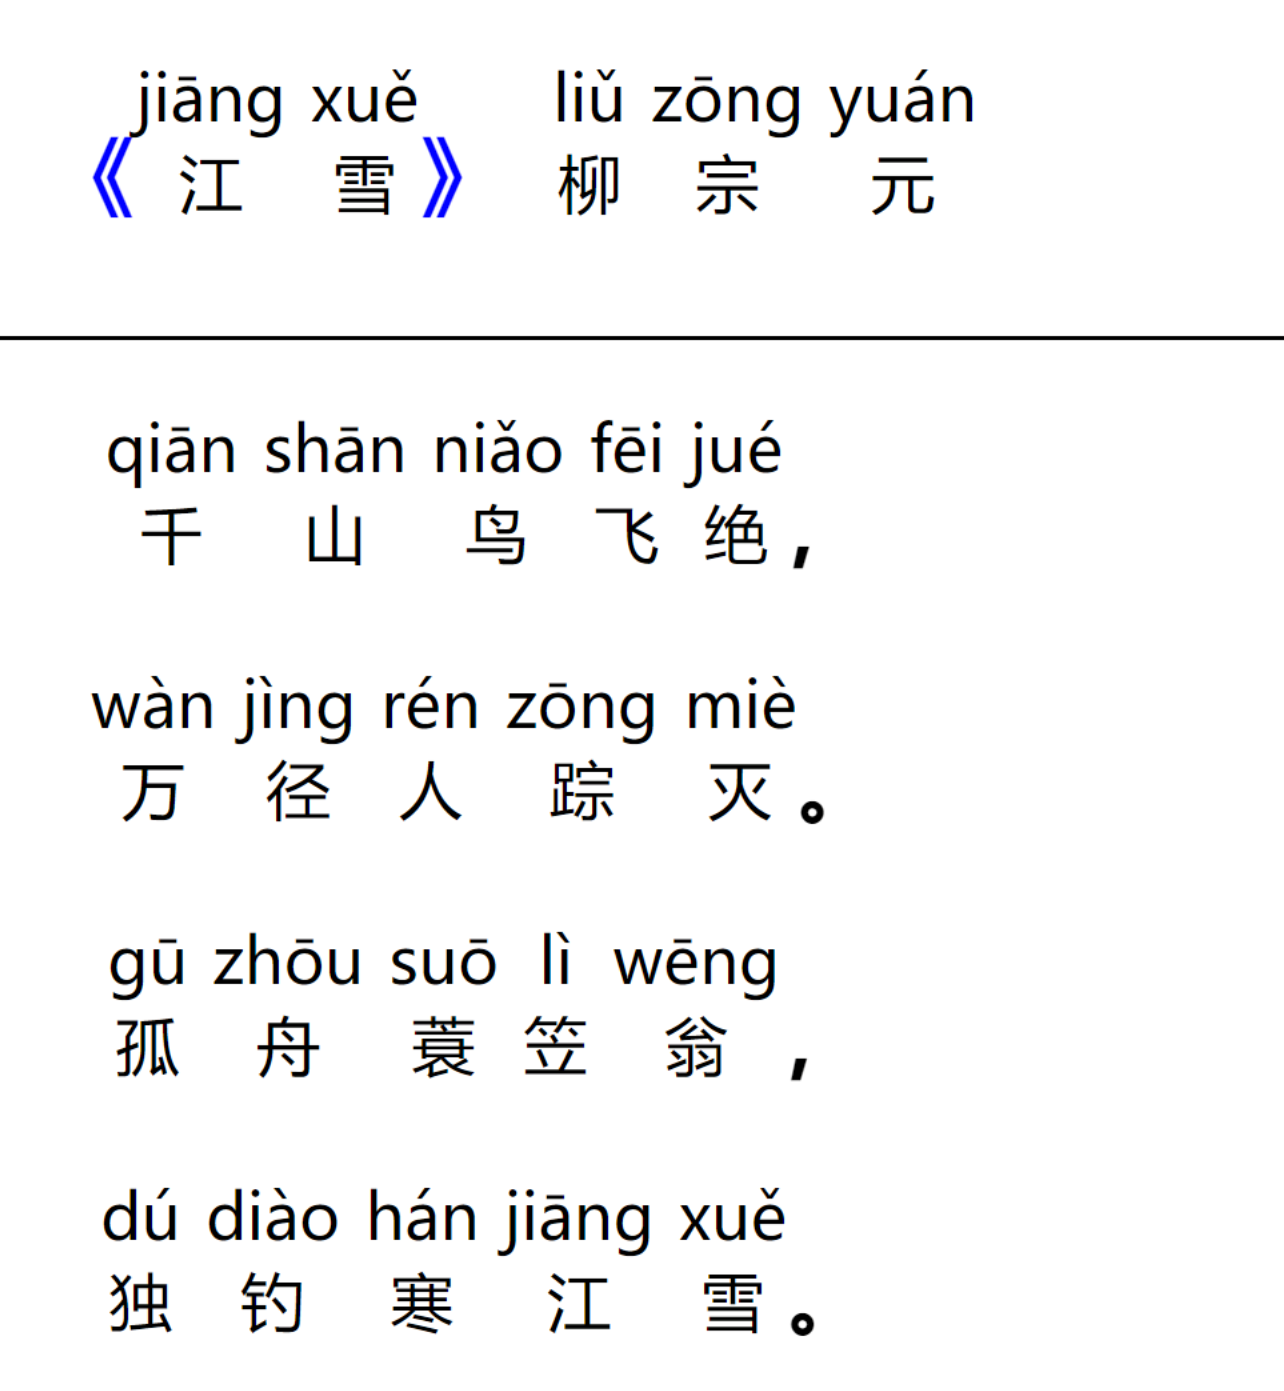 jiāng xuě liǔ zōng yuán
《江雪》 柳宗元
qiān shān niǎo fēi jué
千山鸟飞绝，
wàn jìng rén zōng miè
万径人踪灭。
gū zhōu suō lì wēng
孤舟蓑笠翁，
dú diào hán jiāng xuě
独钓寒江雪。